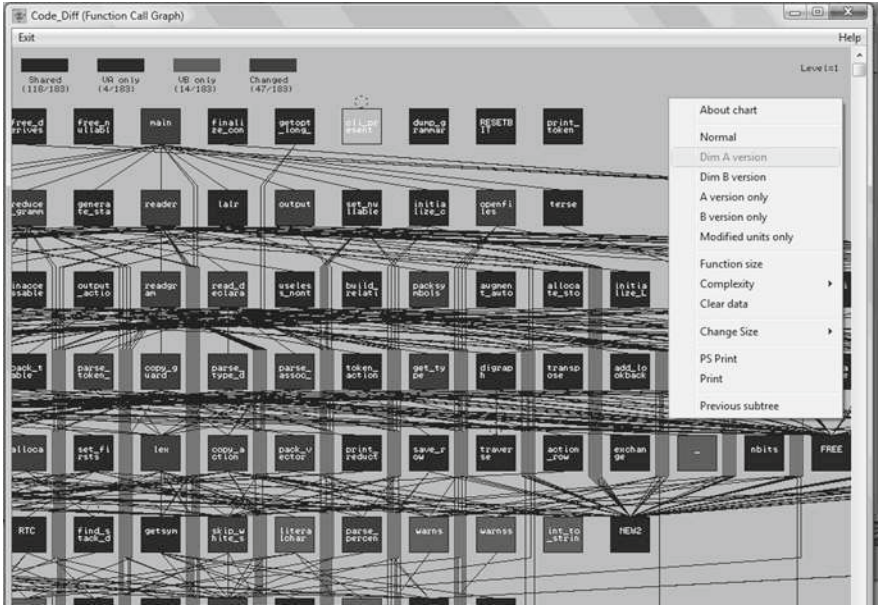 Code_Diff (Function Call Graph)
Exit Help
Shared VA only VB only Changed
(118/183) (4/183) (14/183) (47/183)
Level=1
free_d free_n main finali getopt cli_pr dump_g RESETB print_
erives ullabl ze_con _long_ esent rammar IT token
reduce genera reader lalr output set_nu initia openfi terse
_gramm te_sta llable lize_c les
inacce output readgr read_d useles build_ packsy augmen alloca initia
ssable _actio am eclara s_nont relati mbols t_auto te_sto lize_L
pack_t parse_ copy_g parse_ parse_ token_ get_ty digrap transp add_lo
able token_ uard type_d assoc_ action pe h ose okback
alloca set_fi lex copy_a pack_v print_ save_r traver action exchan _ nbits FREE
rsts ction ector reduct ow se _row ge
RTC find_s getsym skip_w litera parse_ warns warnss int_to NEW2
tack_d hite_s lchar percen _strin
About chart
Normal
Dim A version
Dim B version
A version only
B version only
Modified units only
Function size
Complexity
Clear data
Change Size
PS Print
Print
Previous subtree